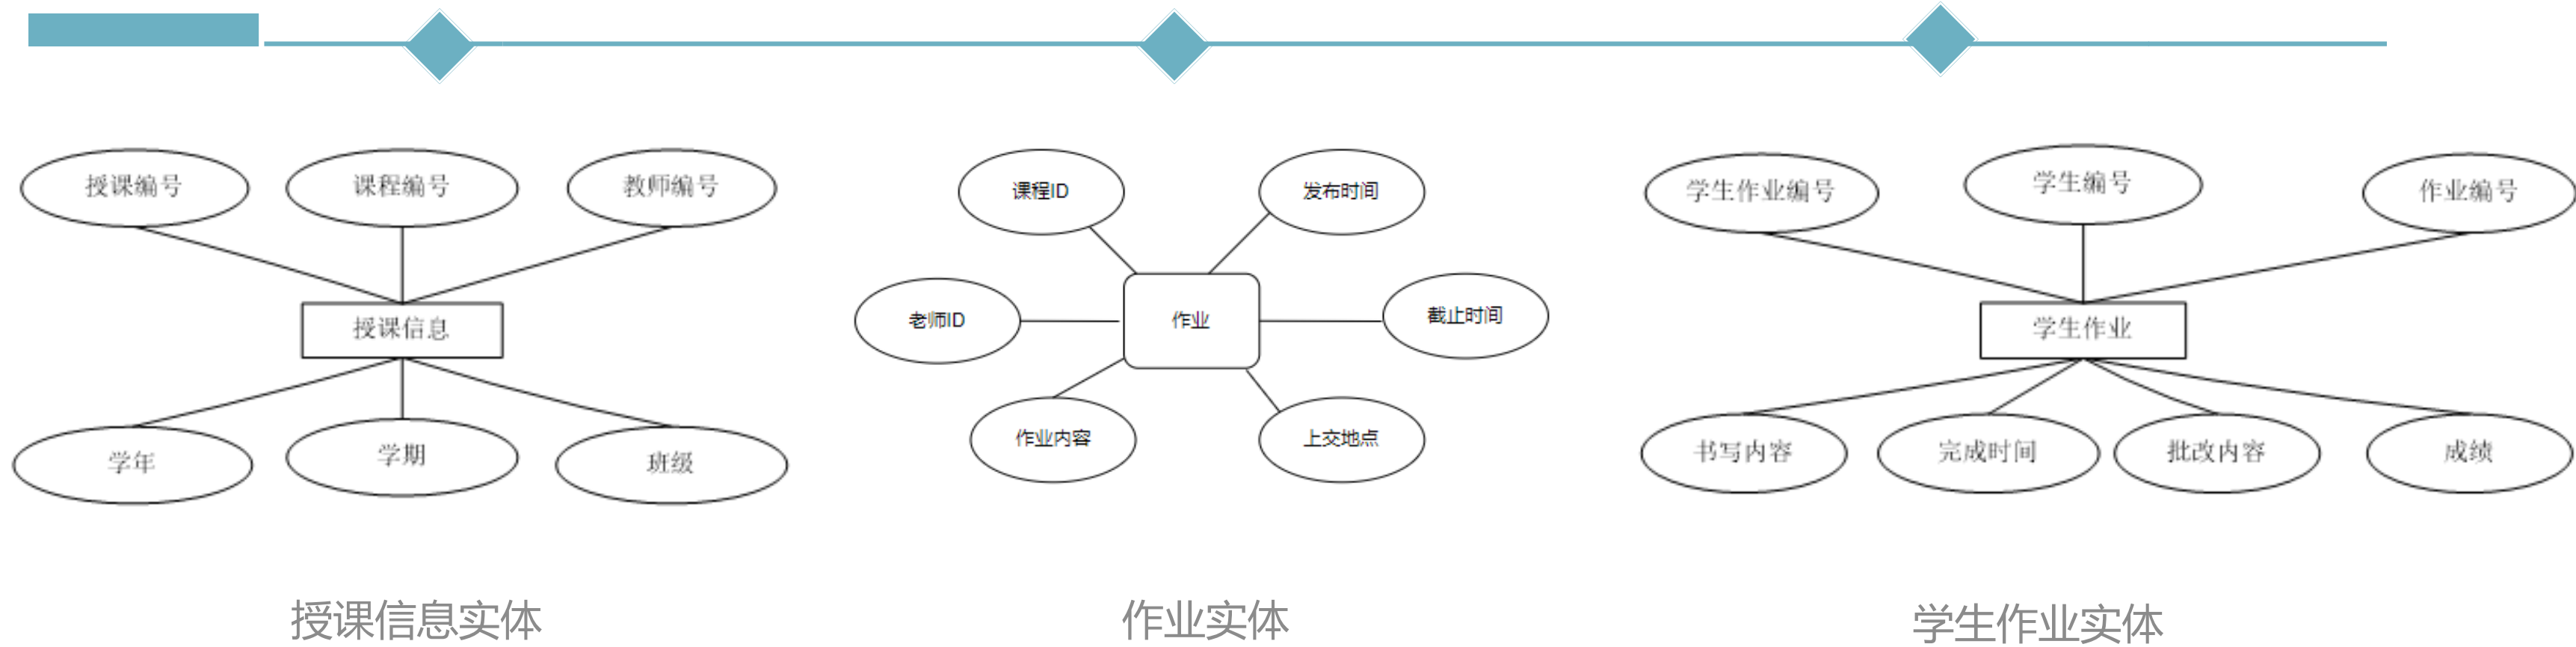 授课编号
课程编号
教师编号
授课信息
学年
学期
班级
授课信息实体
课程ID
发布时间
老师ID
作业
截止时间
作业内容
上交地点
作业实体
学生作业编号
学生编号
作业编号
学生作业
书写内容
完成时间
批改内容
成绩
学生作业实体